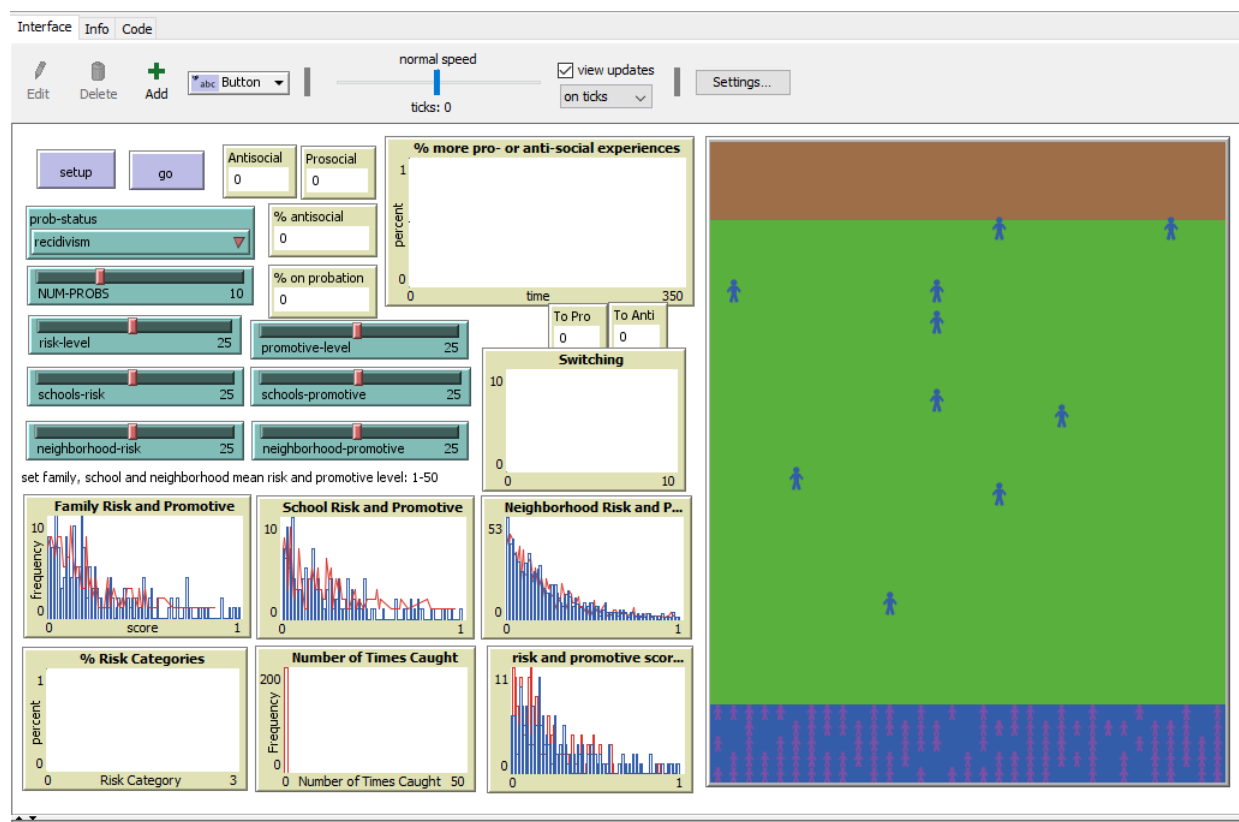 Interface Info Code
normal speed
Edit Delete Add abc Button ticks: 0 view updates on ticks Settings...
setup go
Antisocial
0
Prosocial
0
prob-status
recidivism
% antisocial
0
NUM-PROBS 10
% on probation
0
% more pro- or anti-social experiences
1
percent
0
0 time 350
To Pro
0
To Anti
0
risk-level 25
promotive-level 25
schools-risk 25
schools-promotive 25
neighborhood-risk 25
neighborhood-promotive 25
Switching
10
0
0 10
set family, school and neighborhood mean risk and promotive level: 1-50
Family Risk and Promotive
10
Frequency
0
0 score 1
School Risk and Promotive
10
0
0 1
Neighborhood Risk and P...
53
0
0 1
% Risk Categories
1
percent
0
0 Risk Category 3
Number of Times Caught
200
Frequency
0
0 Number of Times Caught 50
risk and promotive scor...
11
0
0 1